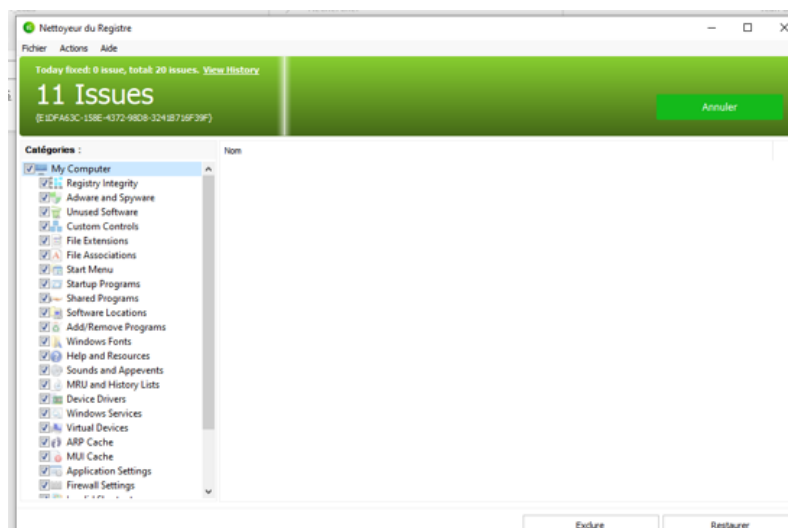 Nettoyeur du Registre
Fichier Actions Aide
Today fixed: 0 issue, total: 20 issues. View History
11 Issues
{E1DFA63C-158E-4372-98D8-3241B716F39F}
Annuler
Catégories :
Nom
My Computer
Registry Integrity
Adware and Spyware
Unused Software
Custom Controls
File Extensions
File Associations
Start Menu
Startup Programs
Shared Programs
Software Locations
Add/Remove Programs
Windows Fonts
Help and Resources
Sounds and Appevents
MRU and History Lists
Device Drivers
Windows Services
Virtual Devices
ARP Cache
MUI Cache
Application Settings
Firewall Settings
Exclure
Restaurer